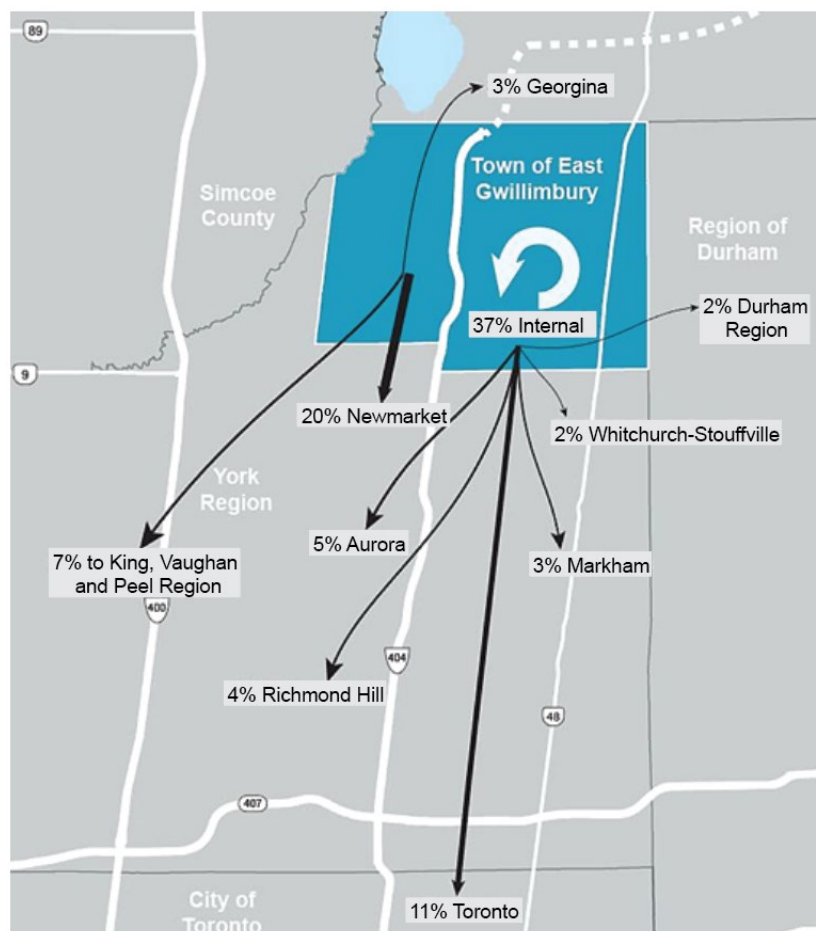 89
3% Georgina
Town of East
Gwillimbury
Simcoe
County
Region of
Durham
2% Durham
Region
37% Internal
9
20% Newmarket
2% Whitchurch-Stouffville
York
Region
5% Aurora
7% to King, Vaughan
and Peel Region
3% Markham
400
404
4% Richmond Hill
48
407
City of
Toronto
11% Toronto